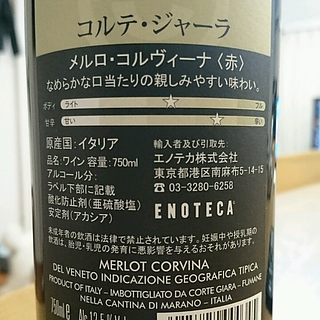 コルテ・ジャーラ
メルロ・コルヴィーナ〈赤〉
なめらかな口当たりの親しみやすい味わい。
ボディ ライト フル
甘辛 甘い 辛い
原産国：イタリア
品名：ワイン 容量：750ml
アルコール分：
ラベル下部に記載
酸化防止剤(亜硫酸塩)
安定剤(アカシア)
輸入者及び引取先：
エノテカ株式会社
東京都港区南麻布5-14-15
☎ 03-3280-6258
ENOTECA
未成年者の飲酒は法律で禁止されています。妊娠中や授乳期の
飲酒は、胎児・乳児の発育に悪影響を与えるおそれがあります。
MERLOT CORVINA
DEL VENETO INDICAZIONE GEOGRAFICA TIPICA
PRODUCT OF ITALY – IMBOTTIGLIATO DA CORTE GIARA – FUMANE
NELLA CANTINA DI MARANO – ITALIA
750ml e